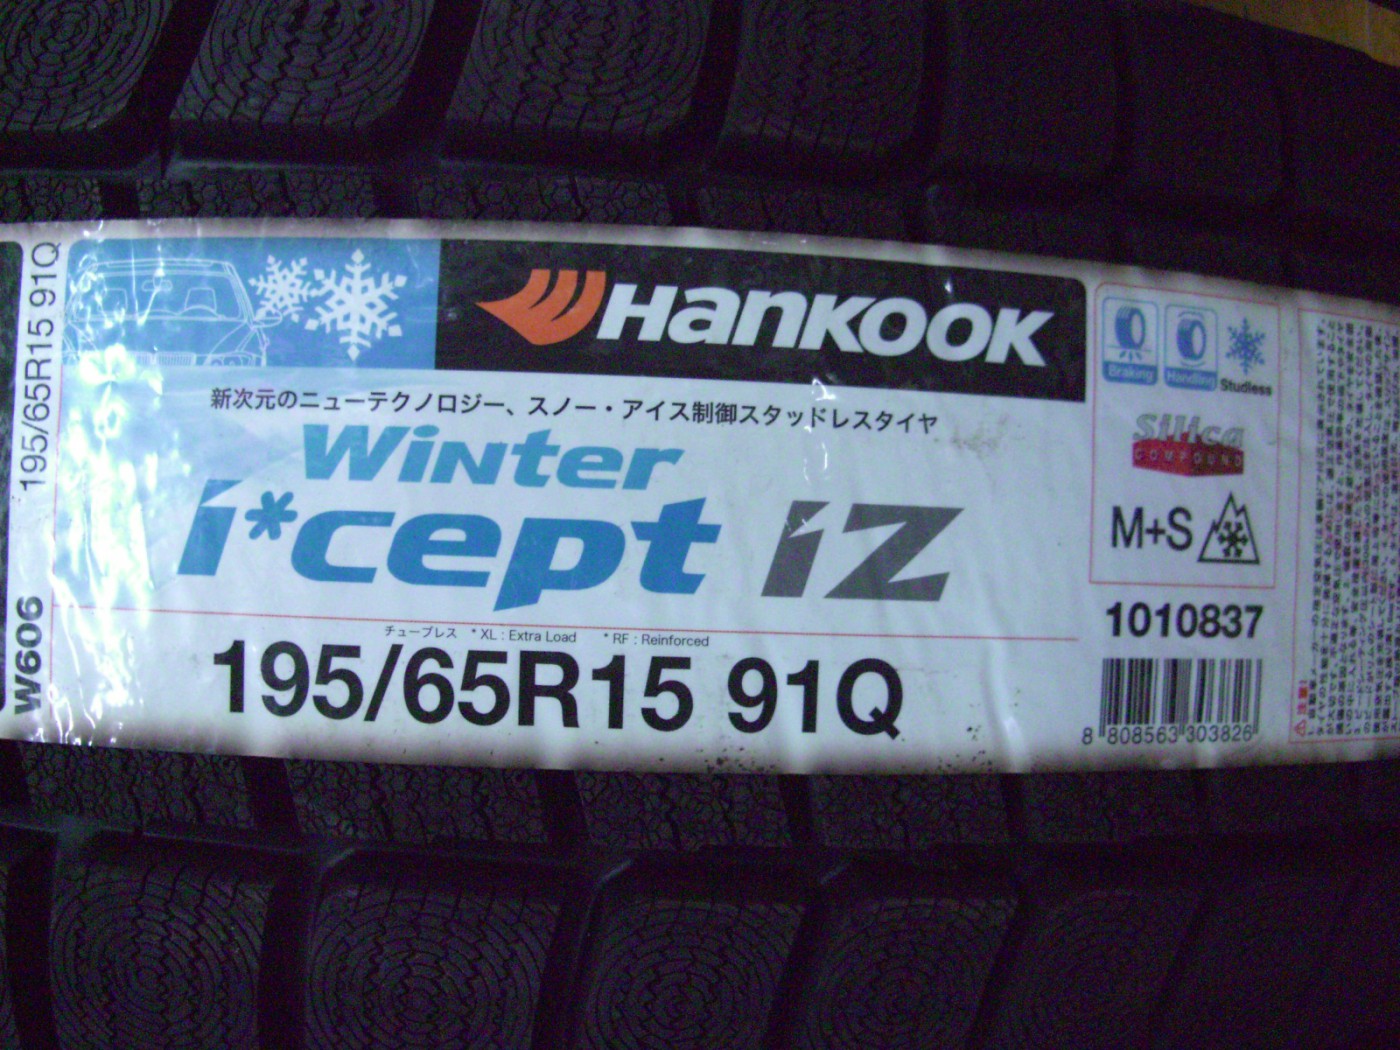 195/65R15 91Q
W606
HANKOOK
新次元のニューテクノロジー、スノー・アイス制御スタッドレスタイヤ
Winter
i*cept iZ
チューブレス * XL : Extra Load * RF : Reinforced
195/65R15 91Q
Braking Handling Studless
Silica
COMPOUND
M+S
1010837
8 808563 303826